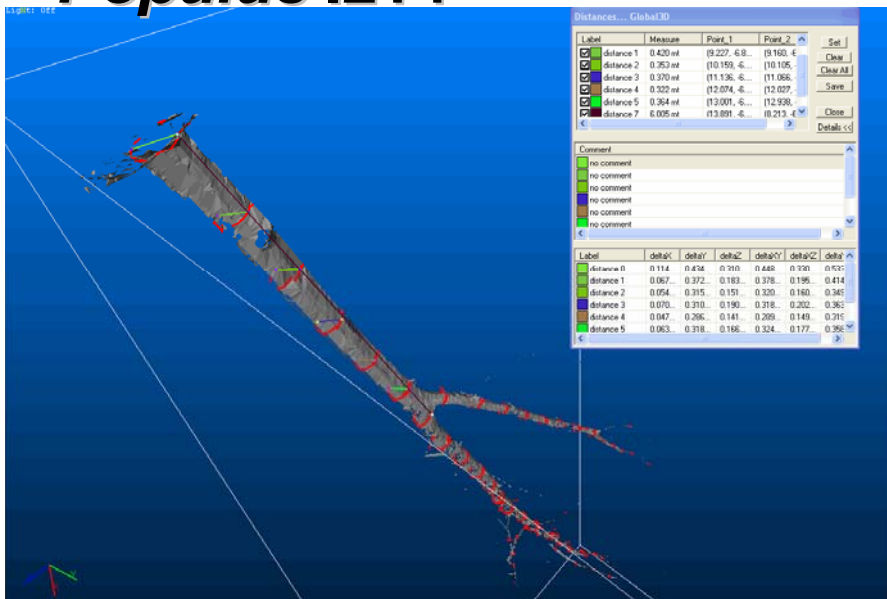 Light: Off
Distances... Global3D
Label Measure Point_1 Point_2
distance 1 0.420 mt (9.227, -6.8... (9.160, -6
distance 2 0.353 mt (10.159, -6.... (10.105,
distance 3 0.370 mt (11.136, -6.... (11.066,
distance 4 0.322 mt (12.074, -6.... (12.027,
distance 5 0.364 mt (13.001, -6.... (12.938,
distance 7 6.005 mt (13.891, -6.... (8.213, -6
Set
Clear
Clear All
Save
Close
Details <<
Comment
no comment
no comment
no comment
no comment
no comment
no comment
Label deltaX deltaY deltaZ deltaXY deltaXZ
distance 0 0.114 0.434 0.310 0.448 0.330
distance 1 0.067... 0.372... 0.183... 0.378... 0.195... 0.414
distance 2 0.054... 0.315... 0.151... 0.320... 0.160... 0.349
distance 3 0.070... 0.310... 0.190... 0.318... 0.202... 0.363
distance 4 0.047... 0.286... 0.141... 0.289... 0.149... 0.319
distance 5 0.063... 0.318... 0.166... 0.324... 0.177... 0.358